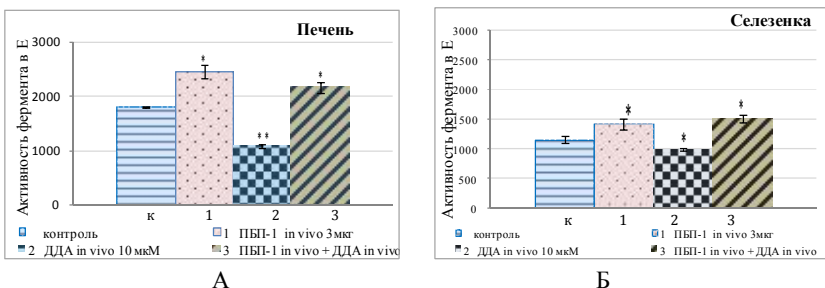 Печень
Активность фермента в Е
3000
2000
1000
0
*
**
*
к 1 2 3
контроль 1 ПБП-1 in vivo 3мкг
2 ДДА in vivo 10 мкМ 3 ПБП-1 in vivo + ДДА in vivo
А
Селезенка
Активность фермента в Е
3000
2500
2000
1500
1000
500
0
*
*
*
к 1 2 3
контроль 1 ПБП-1 in vivo 3мкг
2 ДДА in vivo 10 мкМ 3 ПБП-1 in vivo + ДДА in vivo
Б